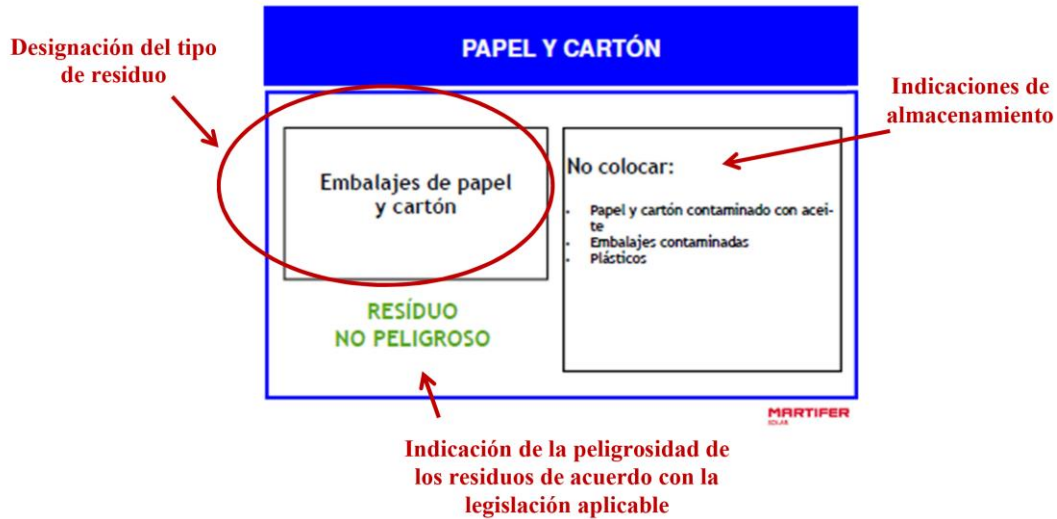 PAPEL Y CARTÓN
Designación del tipo
de residuo
Indicaciones de
almacenamiento
Embalajes de papel
y cartón
No colocar:
· Papel y cartón contaminado con acei-
te
· Embalajes contaminadas
· Plásticos
RESÍDUO
NO PELIGROSO
MARTIFER
SOLAR
Indicación de la peligrosidad de
los residuos de acuerdo con la
legislación aplicable